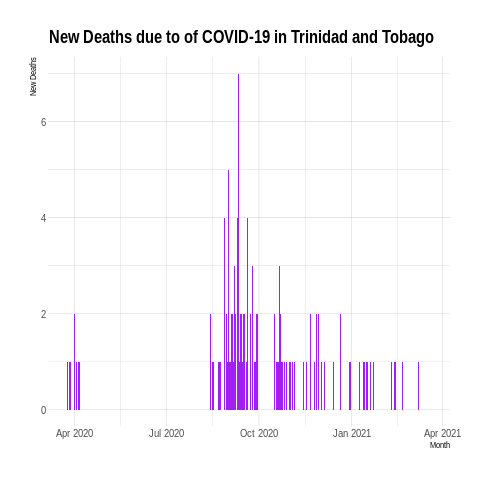 New Deaths due to of COVID-19 in Trinidad and Tobago
New Deaths
6
4
2
0
Apr 2020 Jul 2020 Oct 2020 Jan 2021 Apr 2021
Month